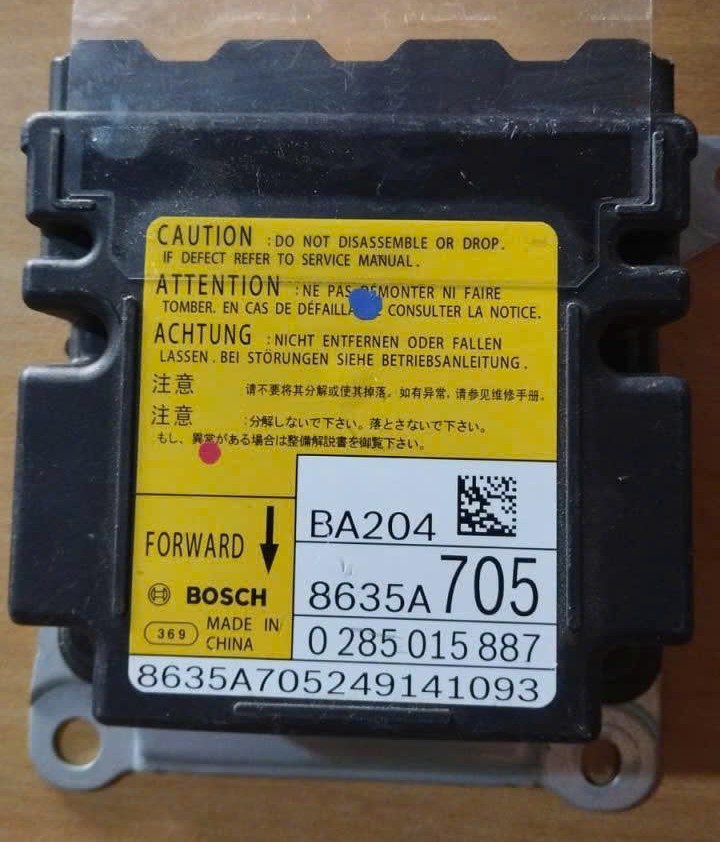 CAUTION :DO NOT DISASSEMBLE OR DROP.
IF DEFECT REFER TO SERVICE MANUAL.
ATTENTION :NE PAS DÉMONTER NI FAIRE
TOMBER. EN CAS DE DÉFAILL CONSULTER LA NOTICE.
ACHTUNG :NICHT ENTFERNEN ODER FALLEN
LASSEN. BEI STÖRUNGEN SIEHE BETRIEBSANLEITUNG.
注意 请不要将其分解或使其掉落。如有异常,请参见维修手册。
注意 :分解しないで下さい。落とさないで下さい。
もし、異常がある場合は整備解説書を御覧下さい。
BA204
FORWARD
8635A705
BOSCH
0 285 015 887
369 MADE IN
CHINA
8635A705249141093